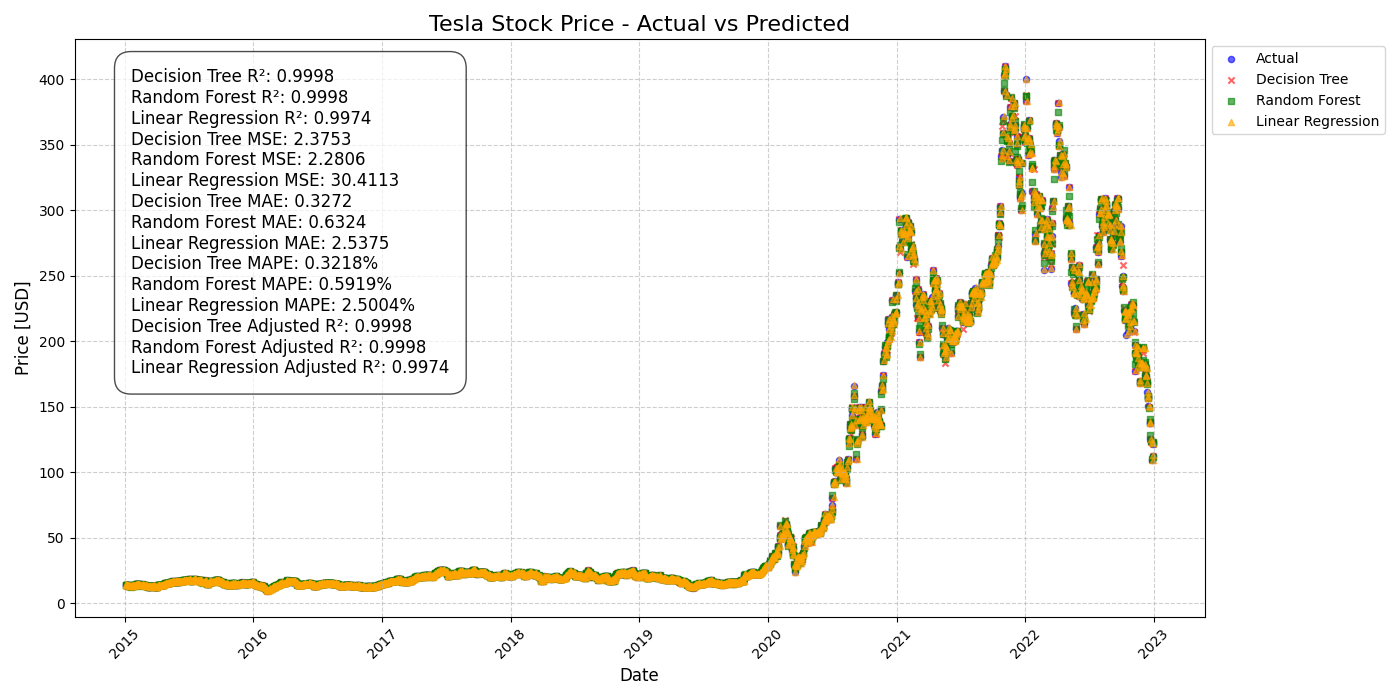 Tesla Stock Price - Actual vs Predicted
Decision Tree R²: 0.9998
Random Forest R²: 0.9998
Linear Regression R²: 0.9974
Decision Tree MSE: 2.3753
Random Forest MSE: 2.2806
Linear Regression MSE: 30.4113
Decision Tree MAE: 0.3272
Random Forest MAE: 0.6324
Linear Regression MAE: 2.5375
Decision Tree MAPE: 0.3218%
Random Forest MAPE: 0.5919%
Linear Regression MAPE: 2.5004%
Decision Tree Adjusted R²: 0.9998
Random Forest Adjusted R²: 0.9998
Linear Regression Adjusted R²: 0.9974
Actual
Decision Tree
Random Forest
Linear Regression
Price [USD]
400
350
300
250
200
150
100
50
0
2015
2016
2017
2018
2019
2020
2021
2022
2023
Date